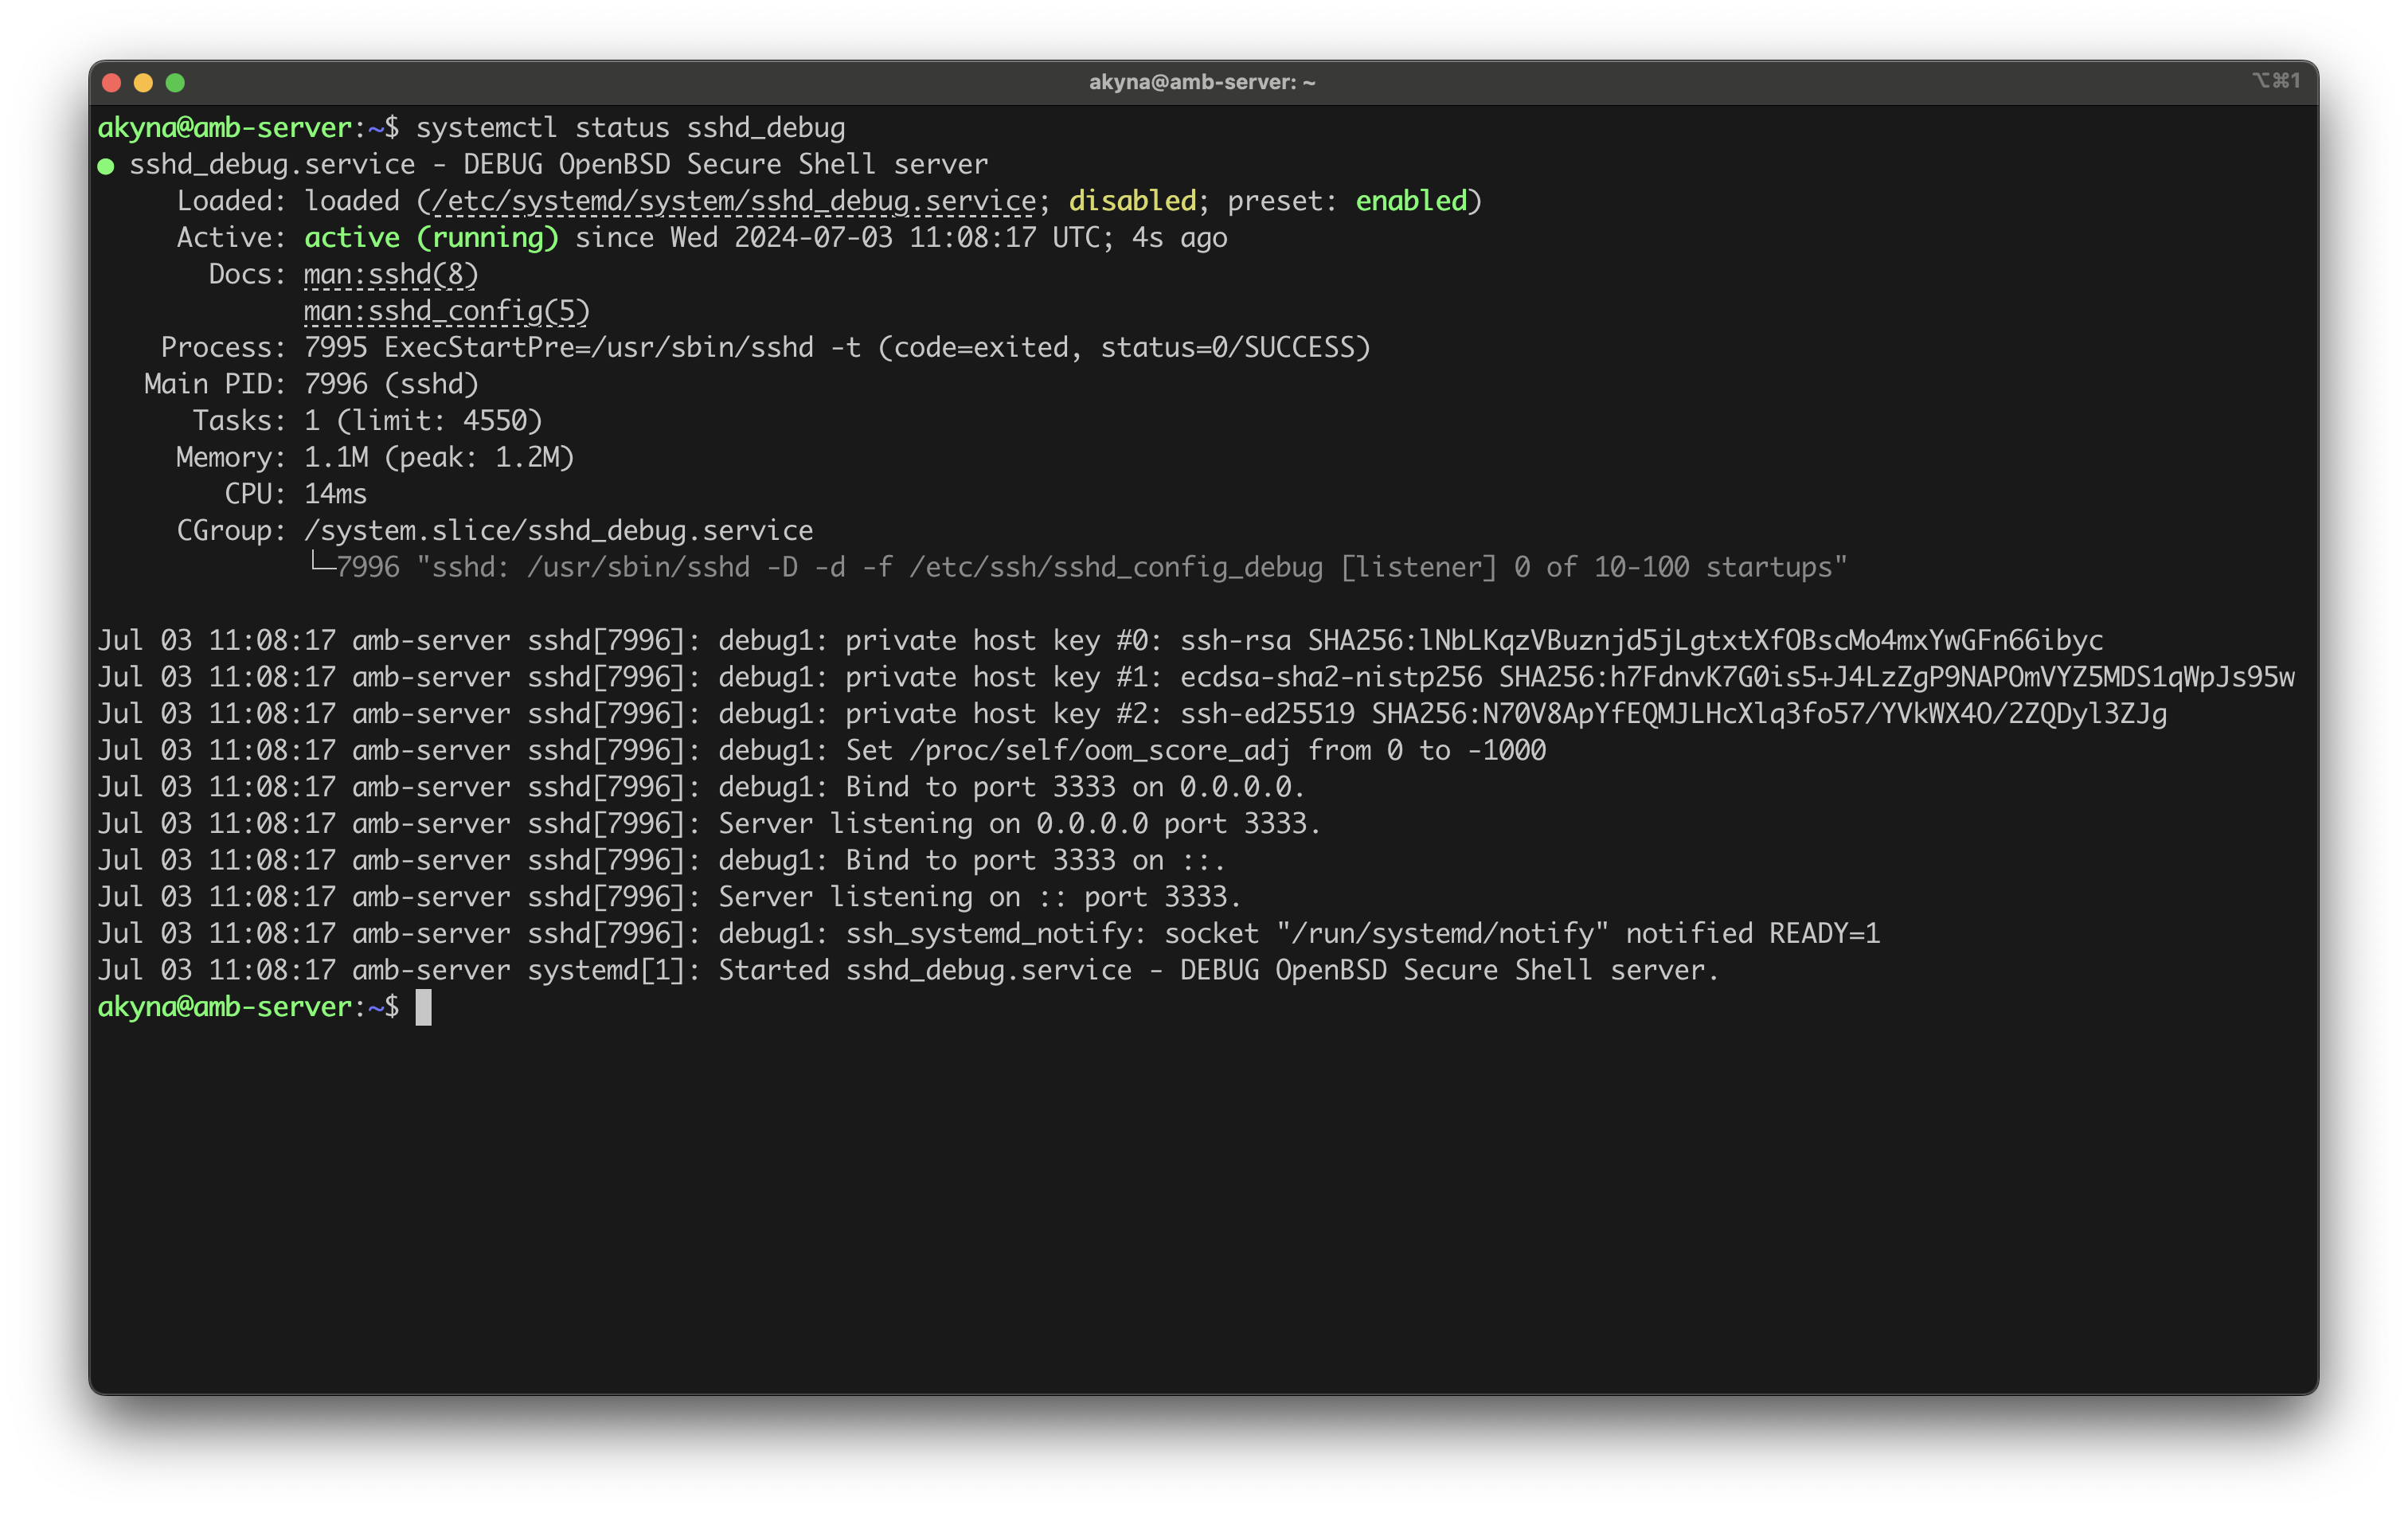 akyna@amb-server: ~
⌥⌘1
akyna@amb-server:~$ systemctl status sshd_debug
● sshd_debug.service - DEBUG OpenBSD Secure Shell server
     Loaded: loaded (/etc/systemd/system/sshd_debug.service; disabled; preset: enabled)
     Active: active (running) since Wed 2024-07-03 11:08:17 UTC; 4s ago
       Docs: man:sshd(8)
             man:sshd_config(5)
    Process: 7995 ExecStartPre=/usr/sbin/sshd -t (code=exited, status=0/SUCCESS)
   Main PID: 7996 (sshd)
      Tasks: 1 (limit: 4550)
     Memory: 1.1M (peak: 1.2M)
        CPU: 14ms
     CGroup: /system.slice/sshd_debug.service
             └─7996 "sshd: /usr/sbin/sshd -D -d -f /etc/ssh/sshd_config_debug [listener] 0 of 10-100 startups"
Jul 03 11:08:17 amb-server sshd[7996]: debug1: private host key #0: ssh-rsa SHA256:lNbLKqzVBuznjd5jLgtxtXfOBscMo4mxYwGFn66ibyc
Jul 03 11:08:17 amb-server sshd[7996]: debug1: private host key #1: ecdsa-sha2-nistp256 SHA256:h7FdnvK7G0is5+J4LzZgP9NAPOmVYZ5MDS1qWpJs95w
Jul 03 11:08:17 amb-server sshd[7996]: debug1: private host key #2: ssh-ed25519 SHA256:N70V8ApYfEQMJLHcXlq3fo57/YVkWX4O/2ZQDyl3ZJg
Jul 03 11:08:17 amb-server sshd[7996]: debug1: Set /proc/self/oom_score_adj from 0 to -1000
Jul 03 11:08:17 amb-server sshd[7996]: debug1: Bind to port 3333 on 0.0.0.0.
Jul 03 11:08:17 amb-server sshd[7996]: Server listening on 0.0.0.0 port 3333.
Jul 03 11:08:17 amb-server sshd[7996]: debug1: Bind to port 3333 on ::.
Jul 03 11:08:17 amb-server sshd[7996]: Server listening on :: port 3333.
Jul 03 11:08:17 amb-server sshd[7996]: debug1: ssh_systemd_notify: socket "/run/systemd/notify" notified READY=1
Jul 03 11:08:17 amb-server systemd[1]: Started sshd_debug.service - DEBUG OpenBSD Secure Shell server.
akyna@amb-server:~$